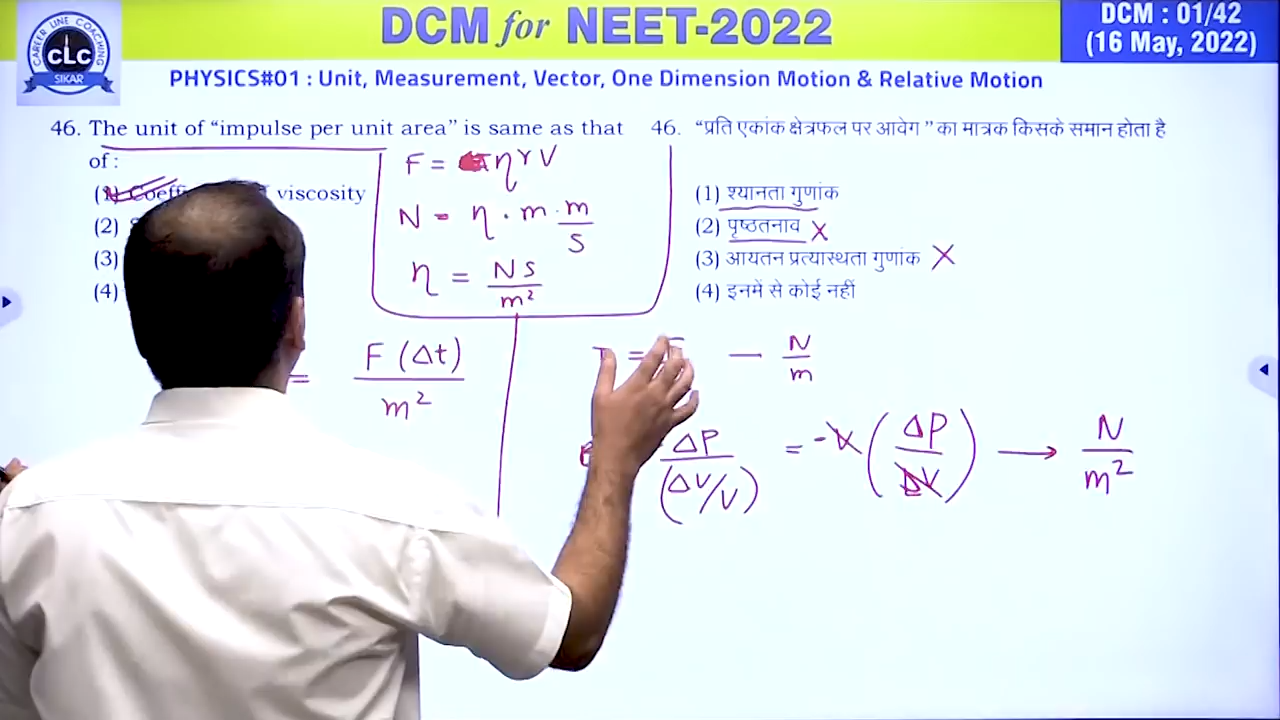 DCM for NEET-2022
DCM : 01/42
(16 May, 2022)
CAREER LINE COACHING
CLC
SIKAR
PHYSICS#01 : Unit, Measurement, Vector, One Dimension Motion & Relative Motion
46. The unit of “impulse per unit area” is same as that
of :
(1) viscosity
(2)
(3)
(4)
F = η r V
N = η · m · m/s
η = Ns/m²
= F (Δt)/m²
46. “प्रति एकांक क्षेत्रफल पर आवेग ” का मात्रक किसके समान होता है
(1) श्यानता गुणांक
(2) पृष्ठतनाव X
(3) आयतन प्रत्यास्थता गुणांक X
(4) इनमें से कोई नहीं
= — N/m
ΔP/(ΔV/V) = -V (ΔP/ΔV) → N/m²